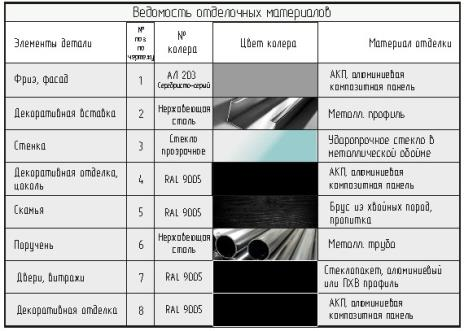 Ведомость отделочных материалов
Элементы детали
№
поз.
по
чертежу
№
колера
Цвет колера
Материал отделки
Фриз, фасад
1
АЛ 203
Серебристо-серый
АКП, алюминиевая
композитная панель
Декоративная вставка
2
Нержавеющая
сталь
Металл. профиль
Стенка
3
Стекло
прозрачное
Ударопрочное стекло в
металлической обойме
Декоративная отделка,
цоколь
4
RAL 9005
АКП, алюминиевая
композитная панель
Скамья
5
RAL 9005
Брус из хвойных пород,
пропитка
Поручень
6
Нержавеющая
сталь
Металл. труба
Двери, витражи
7
RAL 9005
Стеклопакет, алюминиевый
или ПХВ профиль
Декоративная отделка
8
RAL 9005
АКП, алюминиевая
композитная панель